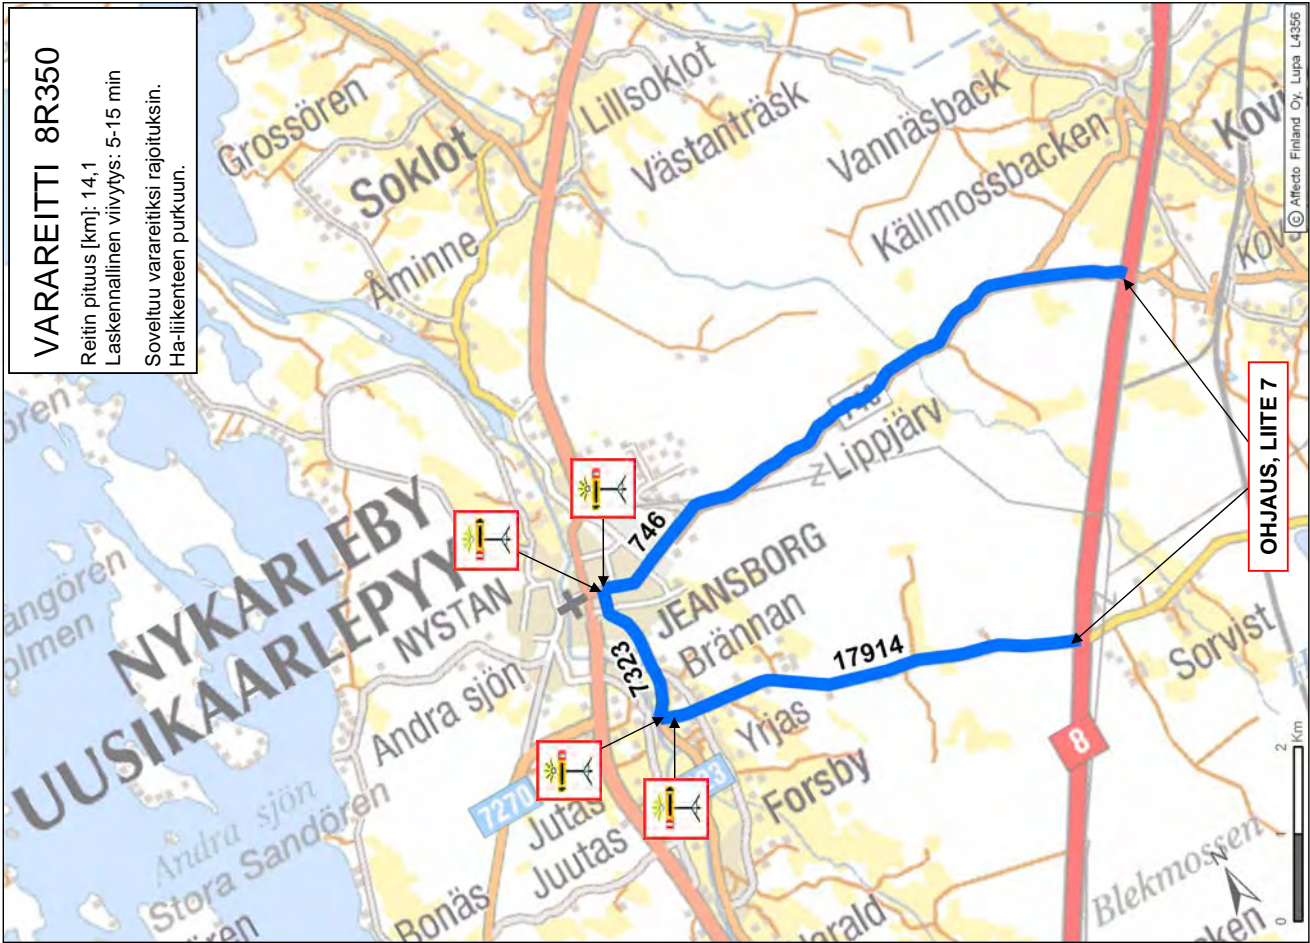 VARAREITTI 8R350
Reitin pituus [km]: 14,1
Laskennallinen viivytys: 5-15 min
Soveltuu varareitiksi rajoituksin.
Ha-liikenteen purkuun.
Grossören
Soklot
Lillsoklot
Västanträsk
Vannäsback
Källmossbacken
Åminne
Lippjärv
NYKARLEBY
UUSIKAARLEPYY
NYSTAN
Andra sjön
Andra sjön
Stora Sandören
JEANSBORG
Brännan
746
7323
17914
7270
Jutas
Juutas
Bonäs
Yrjas
Forsby
Sorvist
Blekmossen
8
OHJAUS, LIITE 7
N
0 1 2 Km
© Affecto Finland Oy, Lupa L4356